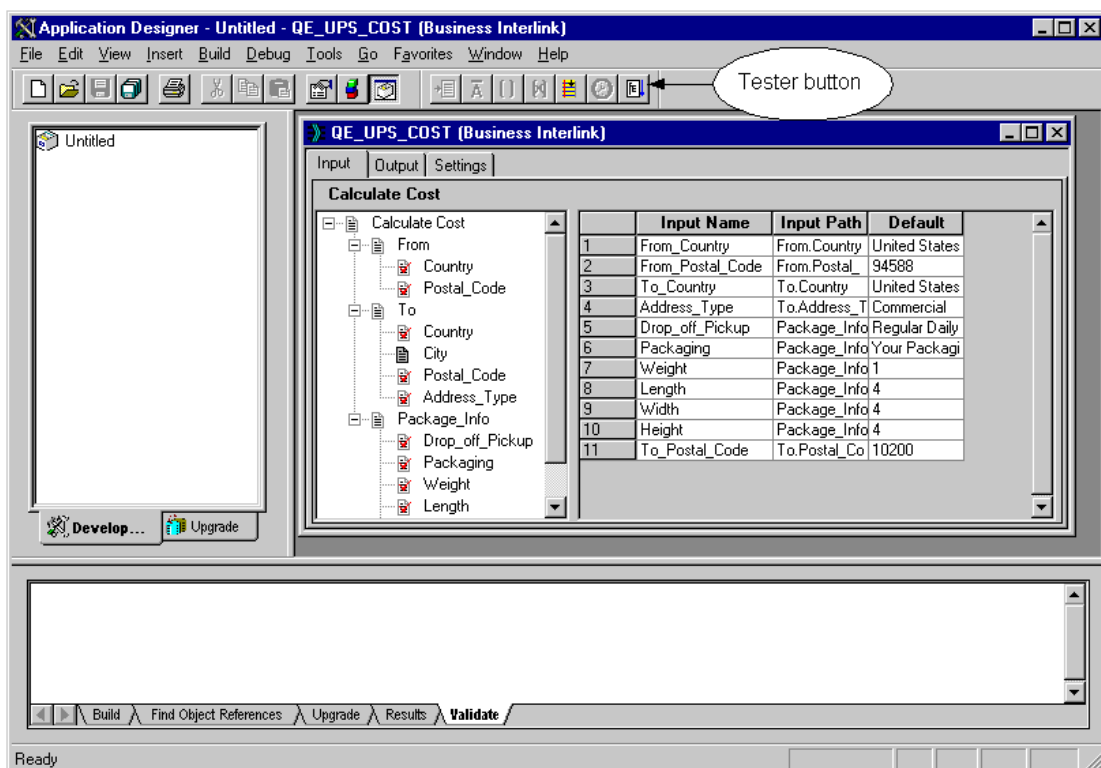 Application Designer - Untitled - QE_UPS_COST (Business Interlink)
File Edit View Insert Build Debug Tools Go Favorites Window Help
Tester button
Untitled
Develop...
Upgrade
QE_UPS_COST (Business Interlink)
Input Output Settings
Calculate Cost
Calculate Cost
From
Country
Postal_Code
To
Country
City
Postal_Code
Address_Type
Package_Info
Drop_off_Pickup
Packaging
Weight
Length
Input Name Input Path Default
1 From_Country From.Country United States
2 From_Postal_Code From.Postal_ 94588
3 To_Country To.Country United States
4 Address_Type To.Address_T Commercial
5 Drop_off_Pickup Package_Info Regular Daily
6 Packaging Package_Info Your Packagi
7 Weight Package_Info 1
8 Length Package_Info 4
9 Width Package_Info 4
10 Height Package_Info 4
11 To_Postal_Code To.Postal_Co 10200
Build Find Object References Upgrade Results Validate
Ready